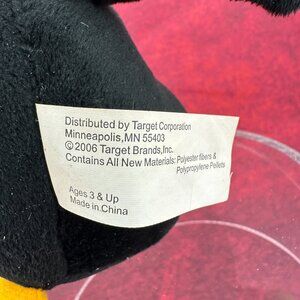 Distributed by Target Corporation
Minneapolis,MN 55403
©2006 Target Brands,Inc.
Contains All New Materials: Polyester fibers &
Polypropylene Pellets
Ages 3 & Up
Made in China